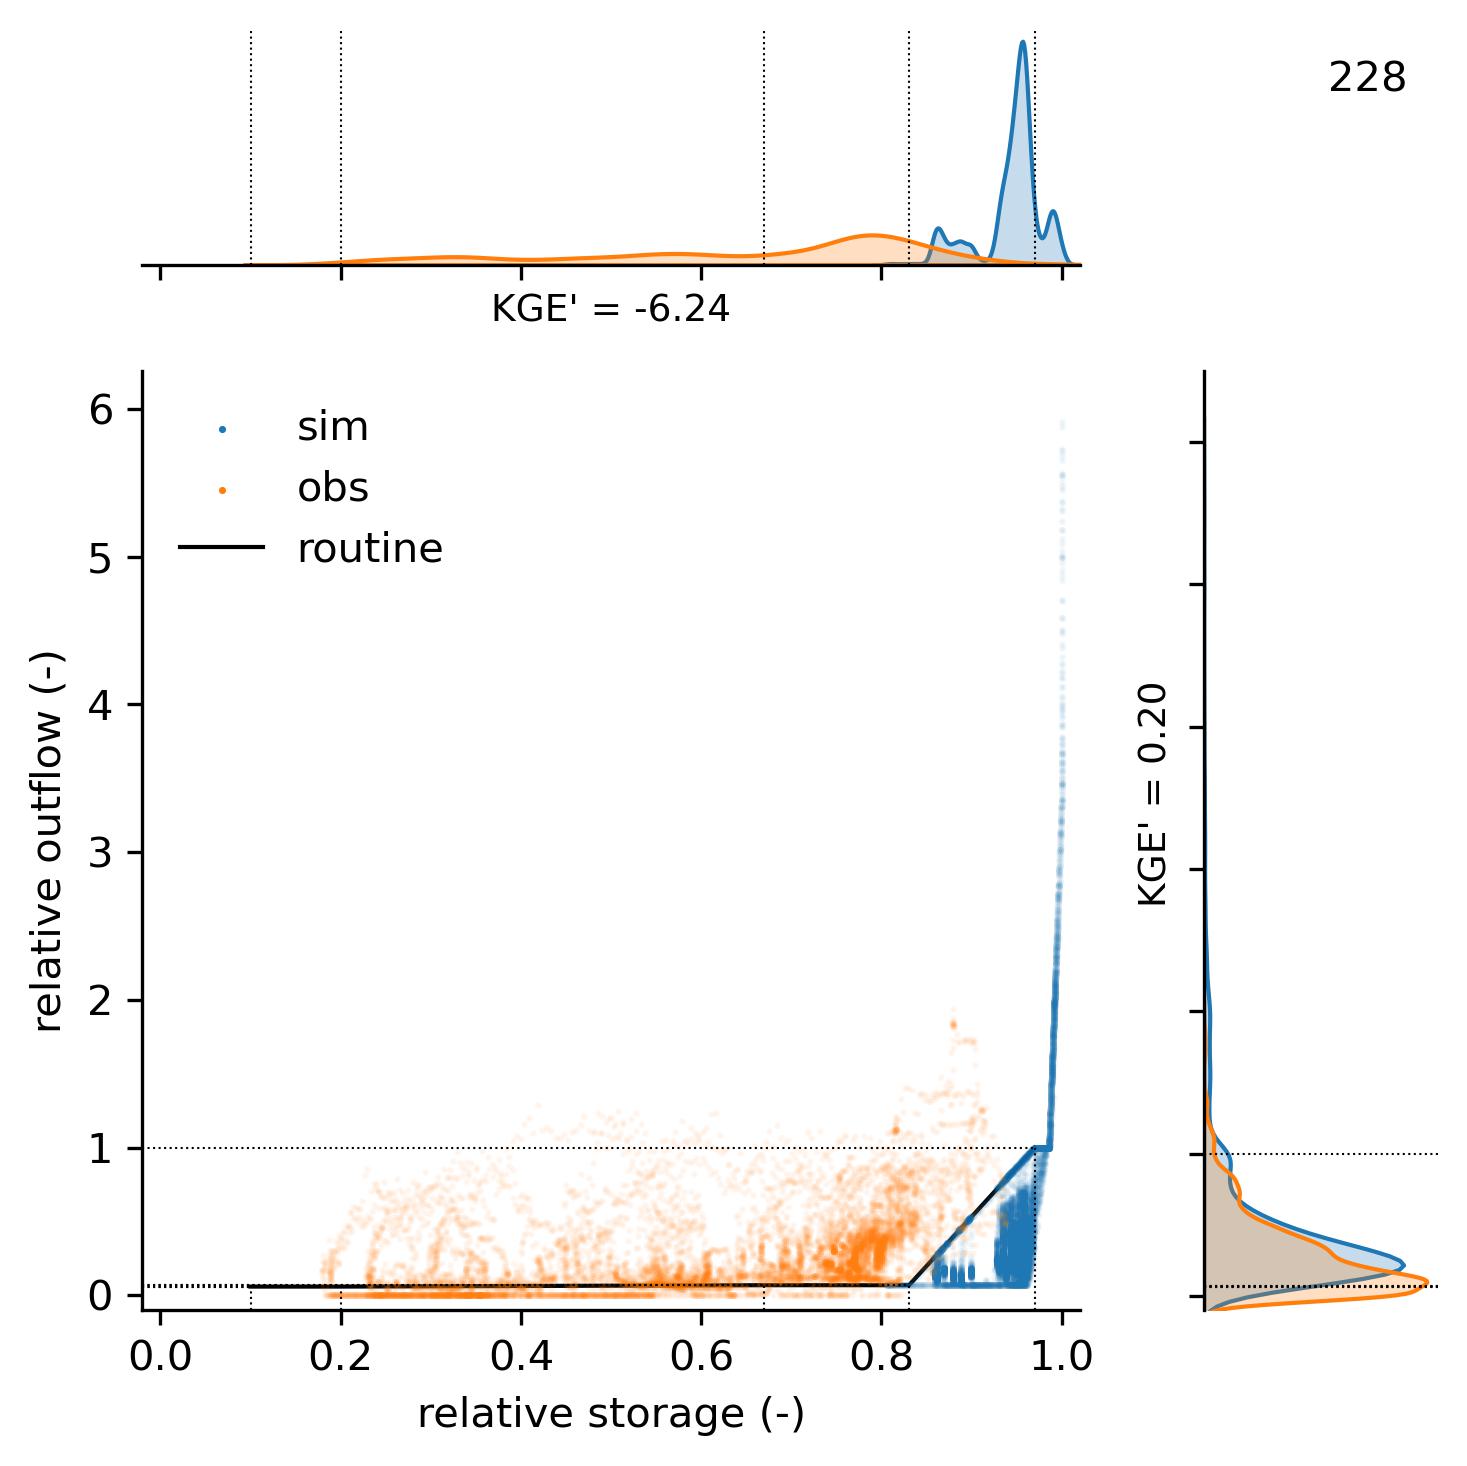 228
KGE' = -6.24
6
5
4
3
2
1
0
relative outflow (-)
sim
obs
routine
KGE' = 0.20
0.0 0.2 0.4 0.6 0.8 1.0
relative storage (-)